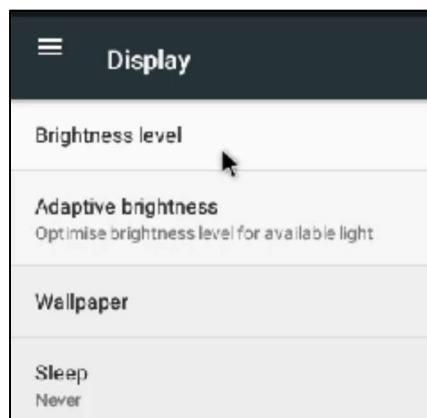 Display
Brightness level
Adaptive brightness
Optimise brightness level for available light
Wallpaper
Sleep
Never